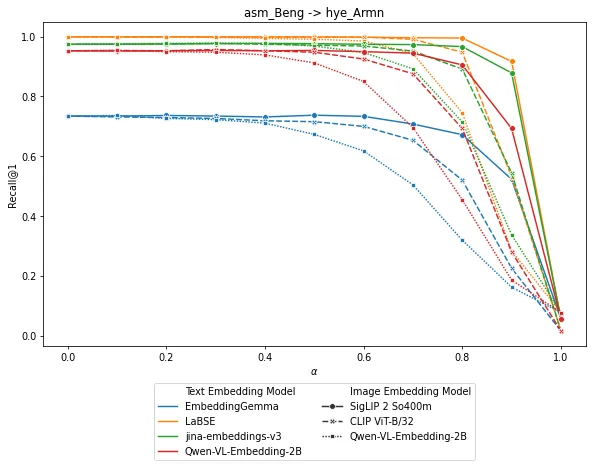 asm_Beng -> hye_Armn
1.0
0.8
0.6
0.4
0.2
0.0
Recall@1
0.0 0.2 0.4 0.6 0.8 1.0
α
Text Embedding Model
EmbeddingGemma
LaBSE
jina-embeddings-v3
Qwen-VL-Embedding-2B
Image Embedding Model
SigLIP 2 So400m
CLIP ViT-B/32
Qwen-VL-Embedding-2B